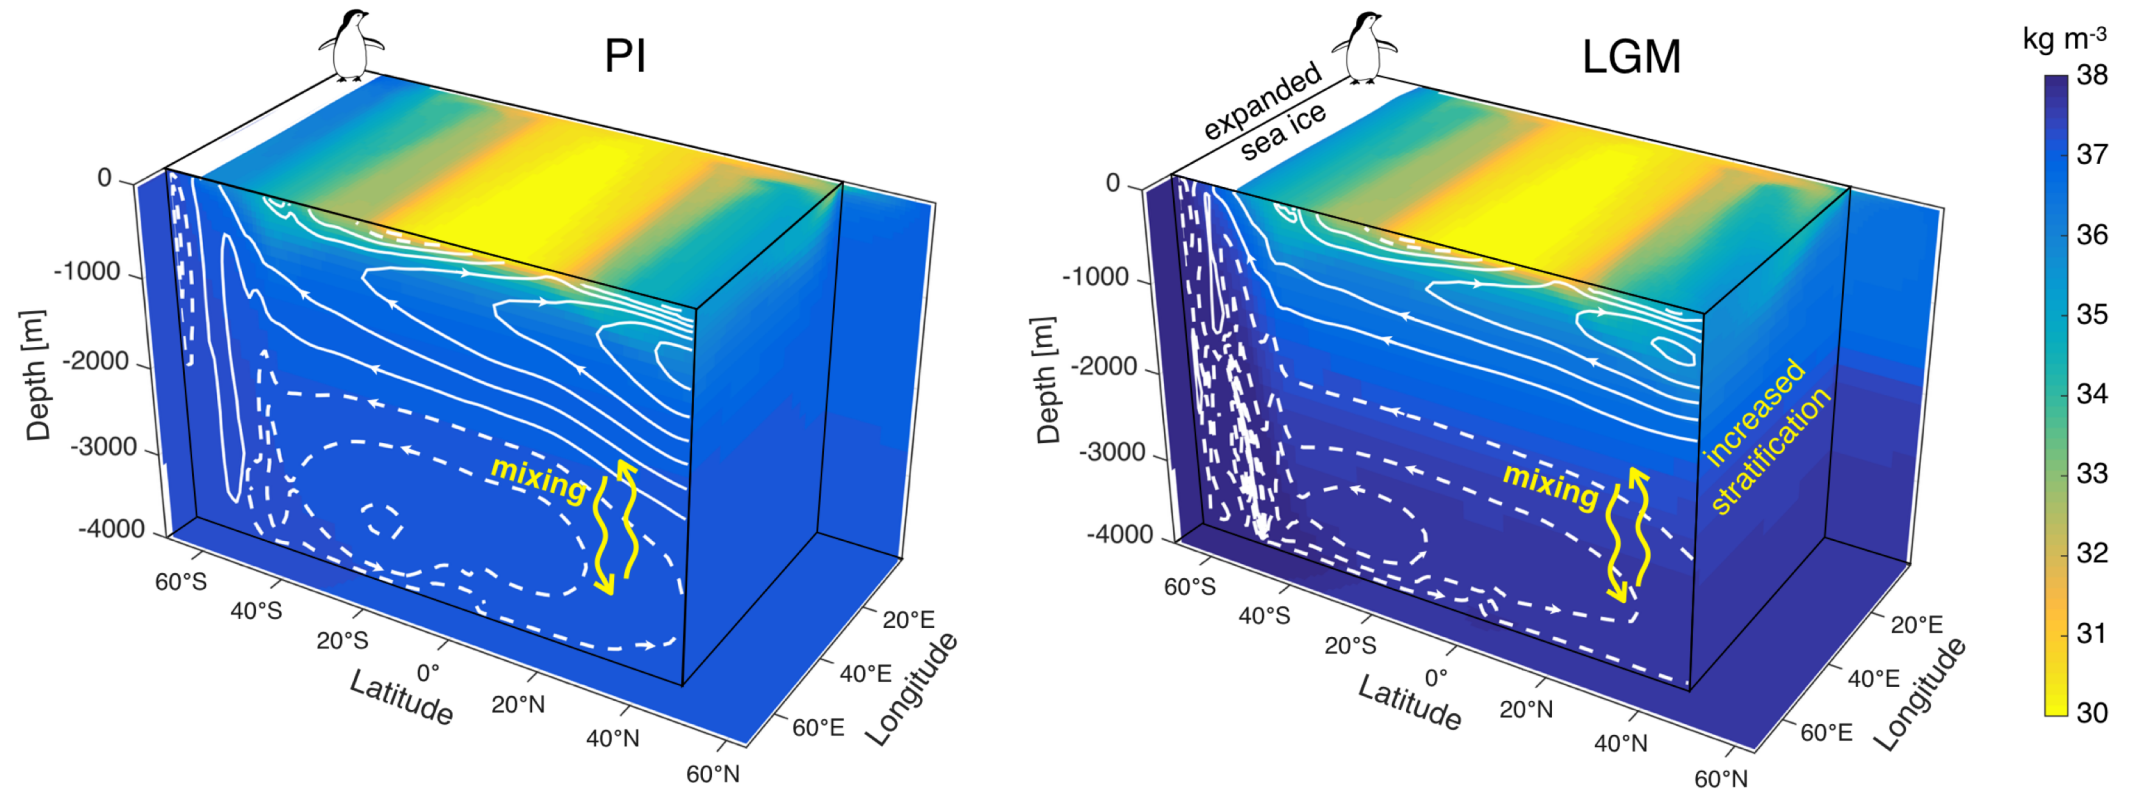 PI
0
-1000
-2000
-3000
-4000
Depth [m]
mixing
60°S
40°S
20°S
0°
20°N
40°N
60°N
Latitude
20°E
40°E
60°E
Longitude
LGM
expanded
sea ice
0
-1000
-2000
-3000
-4000
Depth [m]
mixing
increased
stratification
60°S
40°S
20°S
0°
20°N
40°N
60°N
Latitude
20°E
40°E
60°E
Longitude
kg m⁻³
38
37
36
35
34
33
32
31
30